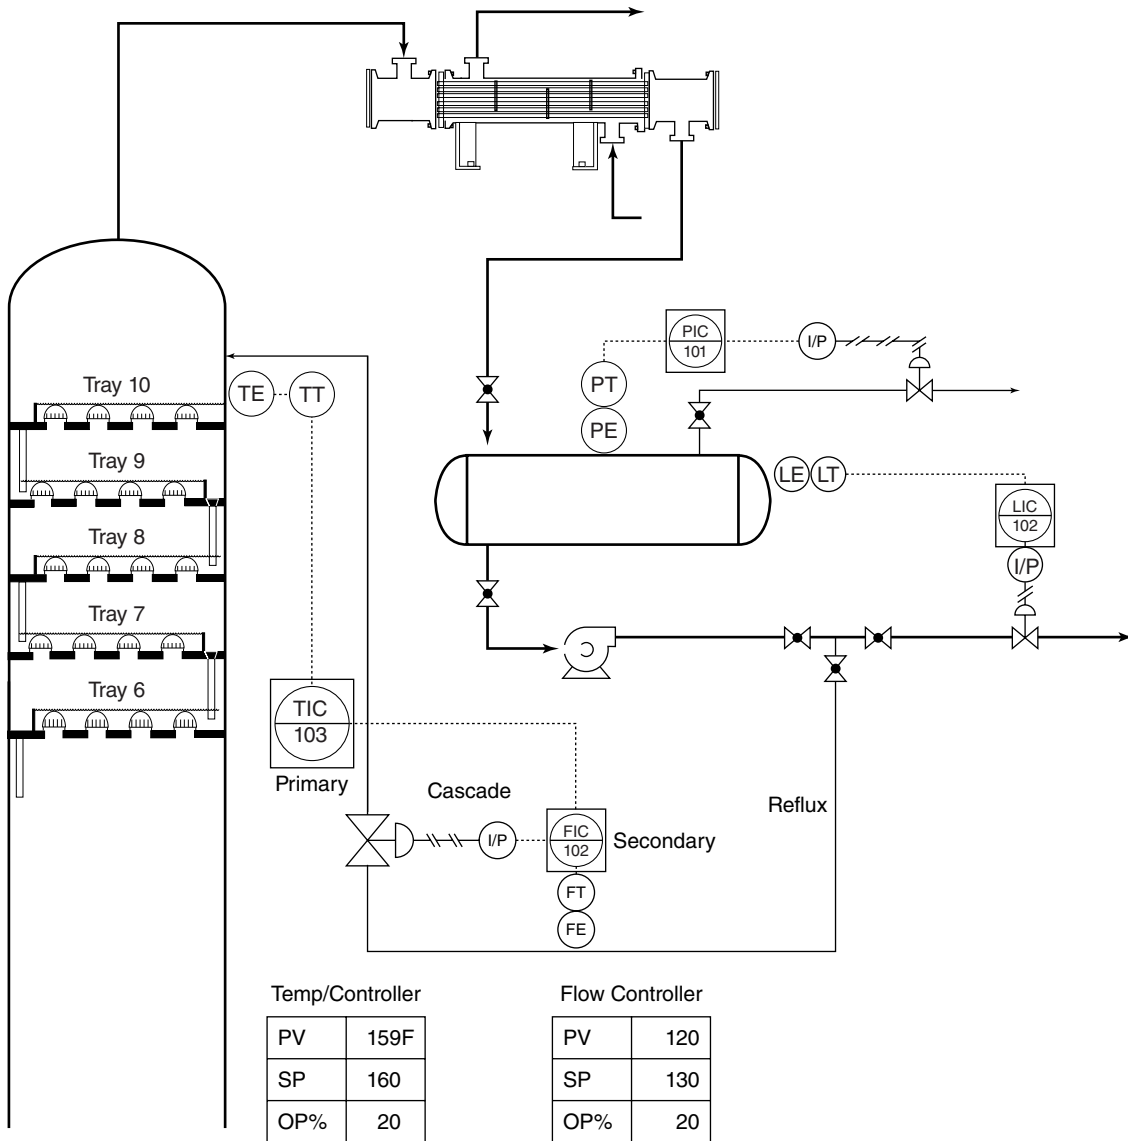 PIC
101
I/P
Tray 10
TE
TT
PT
PE
Tray 9
LE
LT
LIC
102
Tray 8
I/P
Tray 7
Tray 6
TIC
103
Primary
Cascade
Reflux
I/P
FIC
102
Secondary
FT
FE
Temp/Controller
PV 159F
SP 160
OP% 20
Flow Controller
PV 120
SP 130
OP% 20